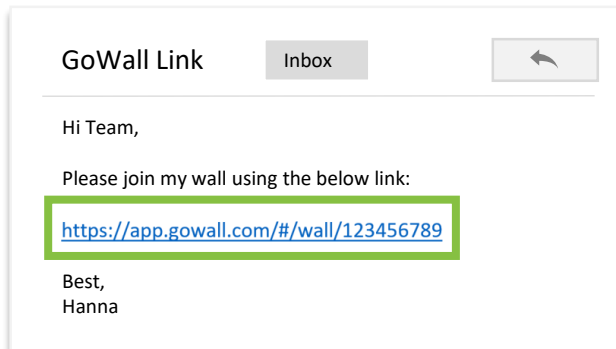 GoWall Link
Inbox
Hi Team,
Please join my wall using the below link:
https://app.gowall.com/#/wall/123456789
Best,
Hanna